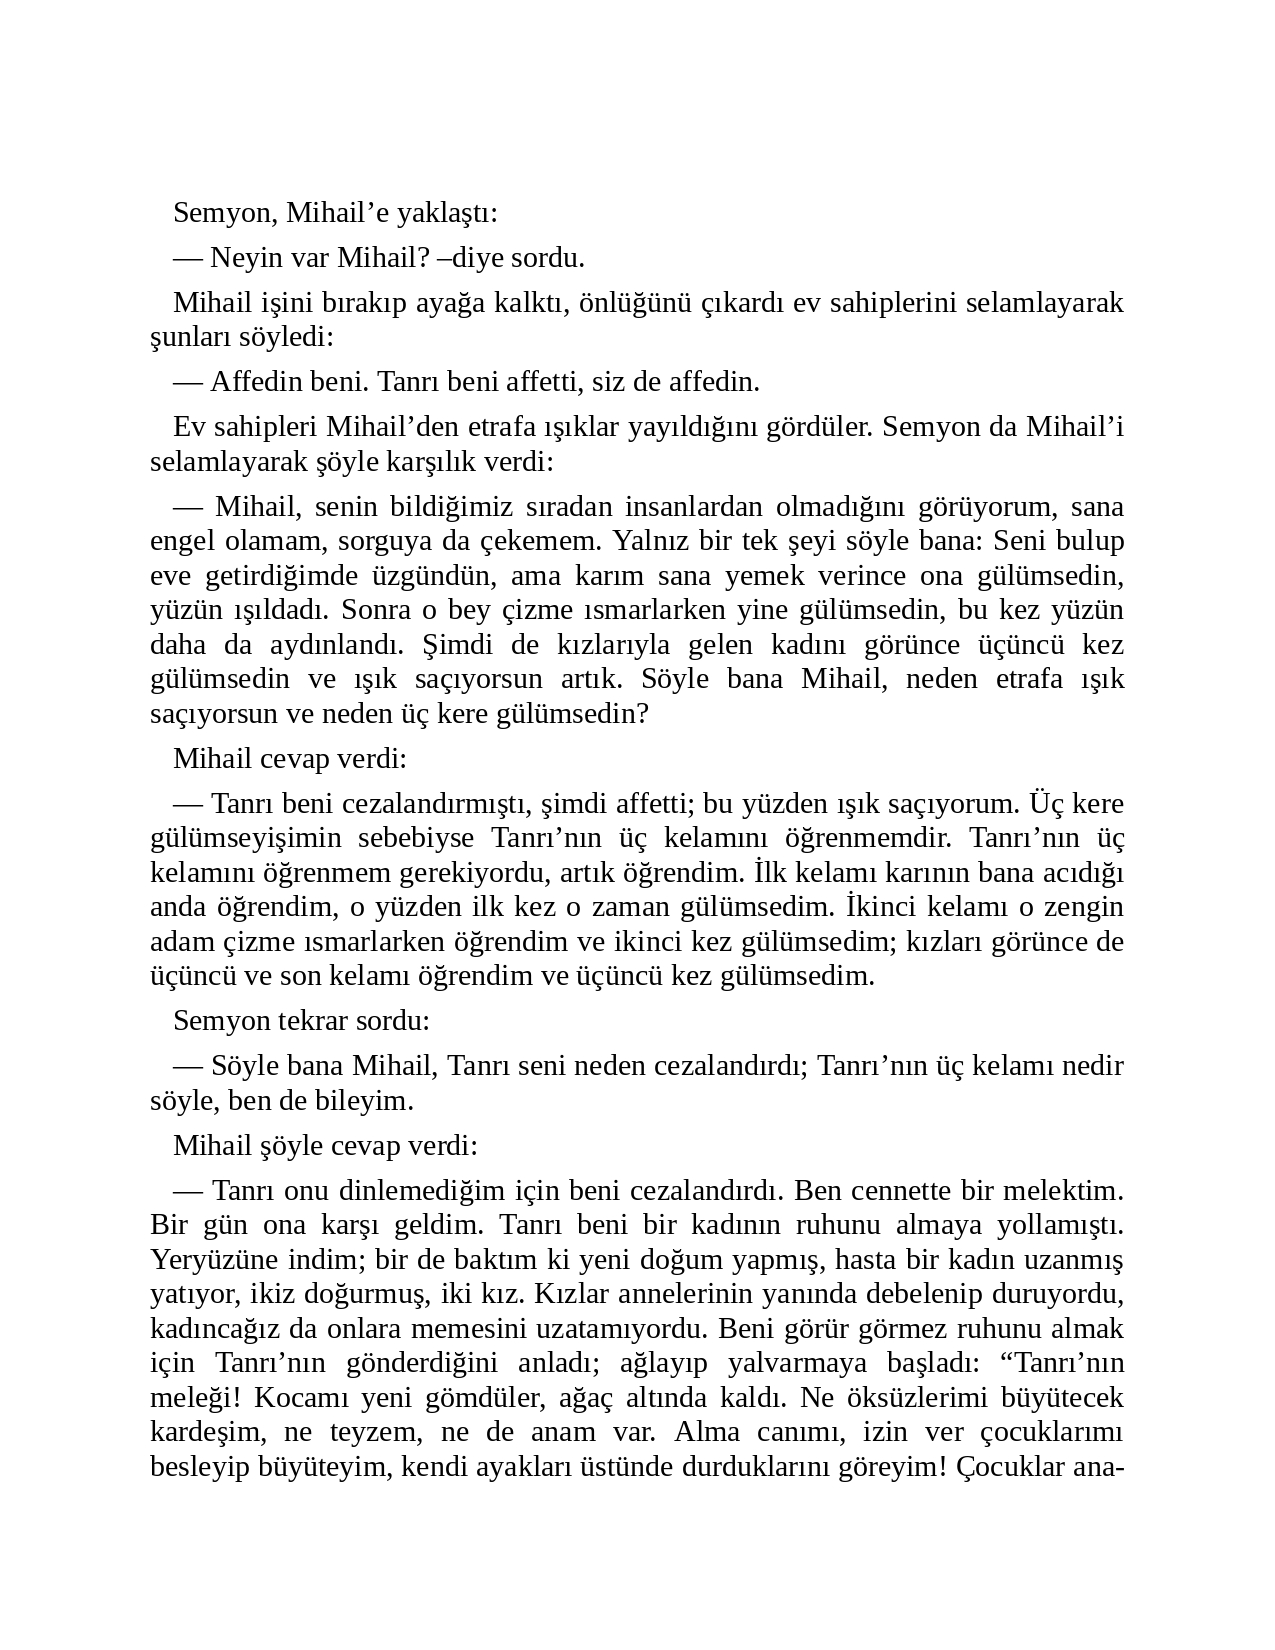 Semyon, Mihail’e yaklaştı:
— Neyin var Mihail? –diye sordu.
Mihail işini bırakıp ayağa kalktı, önlüğünü çıkardı ev sahiplerini selamlayarak
şunları söyledi:
— Affedin beni. Tanrı beni affetti, siz de affedin.
Ev sahipleri Mihail’den etrafa ışıklar yayıldığını gördüler. Semyon da Mihail’i
selamlayarak şöyle karşılık verdi:
— Mihail, senin bildiğimiz sıradan insanlardan olmadığını görüyorum, sana
engel olamam, sorguya da çekemem. Yalnız bir tek şeyi söyle bana: Seni bulup
eve getirdiğimde üzgündün, ama karım sana yemek verince ona gülümsedin,
yüzün ışıldadı. Sonra o bey çizme ısmarlarken yine gülümsedin, bu kez yüzün
daha da aydınlandı. Şimdi de kızlarıyla gelen kadını görünce üçüncü kez
gülümsedin ve ışık saçıyorsun artık. Söyle bana Mihail, neden etrafa ışık
saçıyorsun ve neden üç kere gülümsedin?
Mihail cevap verdi:
— Tanrı beni cezalandırmıştı, şimdi affetti; bu yüzden ışık saçıyorum. Üç kere
gülümseyişimin sebebiyse Tanrı’nın üç kelamını öğrenmemdir. Tanrı’nın üç
kelamını öğrenmem gerekiyordu, artık öğrendim. İlk kelamı karının bana acıdığı
anda öğrendim, o yüzden ilk kez o zaman gülümsedim. İkinci kelamı o zengin
adam çizme ısmarlarken öğrendim ve ikinci kez gülümsedim; kızları görünce de
üçüncü ve son kelamı öğrendim ve üçüncü kez gülümsedim.
Semyon tekrar sordu:
— Söyle bana Mihail, Tanrı seni neden cezalandırdı; Tanrı’nın üç kelamı nedir
söyle, ben de bileyim.
Mihail şöyle cevap verdi:
— Tanrı onu dinlemediğim için beni cezalandırdı. Ben cennette bir melektim.
Bir gün ona karşı geldim. Tanrı beni bir kadının ruhunu almaya yollamıştı.
Yeryüzüne indim; bir de baktım ki yeni doğum yapmış, hasta bir kadın uzanmış
yatıyor, ikiz doğurmuş, iki kız. Kızlar annelerinin yanında debelenip duruyordu,
kadıncağız da onlara memesini uzatamıyordu. Beni görür görmez ruhunu almak
için Tanrı’nın gönderdiğini anladı; ağlayıp yalvarmaya başladı: “Tanrı’nın
meleği! Kocamı yeni gömdüler, ağaç altında kaldı. Ne öksüzlerimi büyütecek
kardeşim, ne teyzem, ne de anam var. Alma canımı, izin ver çocuklarımı
besleyip büyüteyim, kendi ayakları üstünde durduklarını göreyim! Çocuklar ana-